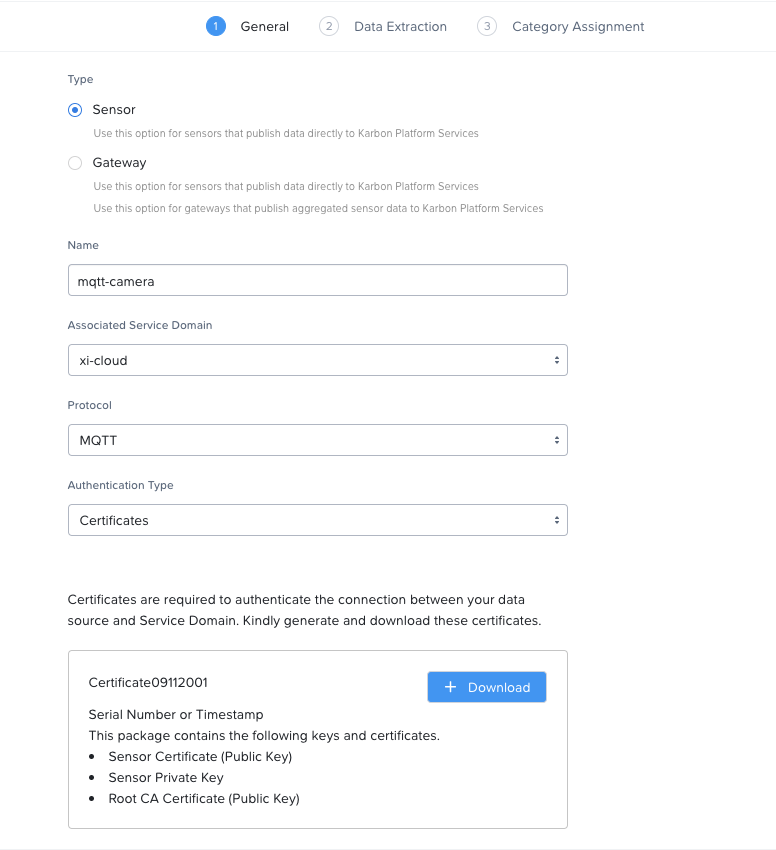 1 General 2 Data Extraction 3 Category Assignment
Type
Sensor
Use this option for sensors that publish data directly to Karbon Platform Services
Gateway
Use this option for sensors that publish data directly to Karbon Platform Services
Use this option for gateways that publish aggregated sensor data to Karbon Platform Services
Name
mqtt-camera
Associated Service Domain
xi-cloud
Protocol
MQTT
Authentication Type
Certificates
Certificates are required to authenticate the connection between your data
source and Service Domain. Kindly generate and download these certificates.
Certificate09112001
+ Download
Serial Number or Timestamp
This package contains the following keys and certificates.
• Sensor Certificate (Public Key)
• Sensor Private Key
• Root CA Certificate (Public Key)